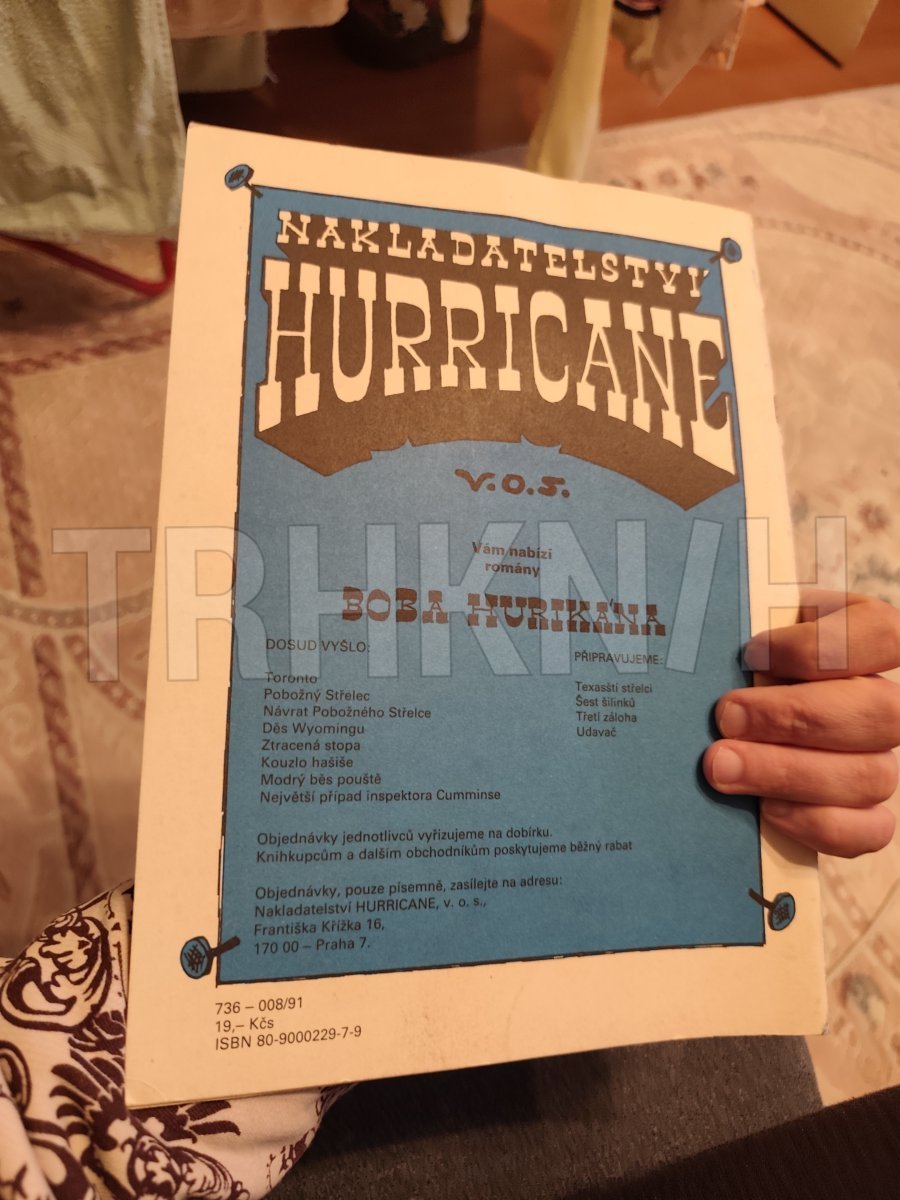 NAKLADATELSTVÍ
HURRICANE
V.O.S.
Vám nabízí
romány
BOBA HURIKÁNA
DOSUD VYŠLO:
Toronto
Pobožný Střelec
Návrat Pobožného Střelce
Děs Wyomingu
Ztracená stopa
Kouzlo hašiše
Modrý běs pouště
Největší případ inspektora Cumminse
PŘIPRAVUJEME:
Texasští střelci
Šest šilinků
Třetí záloha
Udavač
Objednávky jednotlivců vyřizujeme na dobírku.
Knihkupcům a dalším obchodníkům poskytujeme běžný rabat
Objednávky, pouze písemně, zasílejte na adresu:
Nakladatelství HURRICANE, v. o. s.,
Františka Křížka 16,
170 00 – Praha 7.
736 – 008/91
19,– Kčs
ISBN 80-9000229-7-9
TRHKN/H